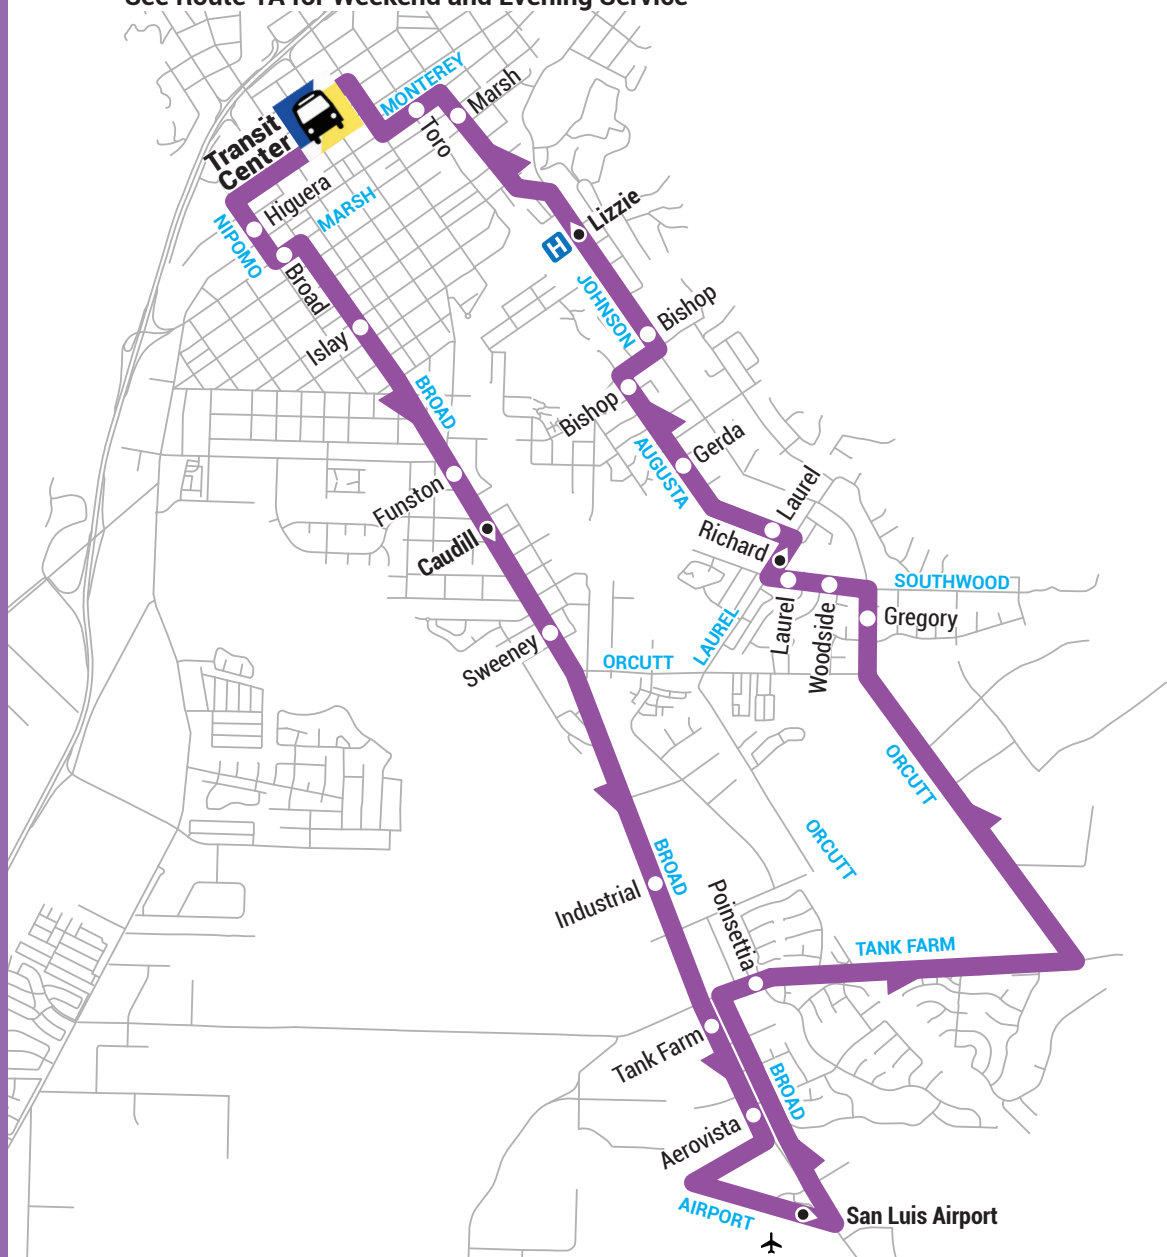 See Route 1A for Weekend and Evening Service
MONTEREY
Marsh
Toro
Transit
Center
Higuera
MARSH
NIPOMO
Broad
Lizzie
H
JOHNSON
Bishop
Islay
BROAD
Bishop
Gerda
AUGUSTA
Funston
Laurel
Richard
Caudill
SOUTHWOOD
Laurel
Woodside
Gregory
LAUREL
Sweeney
ORCUTT
ORCUTT
ORCUTT
BROAD
Industrial
Poinsettia
TANK FARM
Tank Farm
BROAD
Aerovista
AIRPORT
San Luis Airport